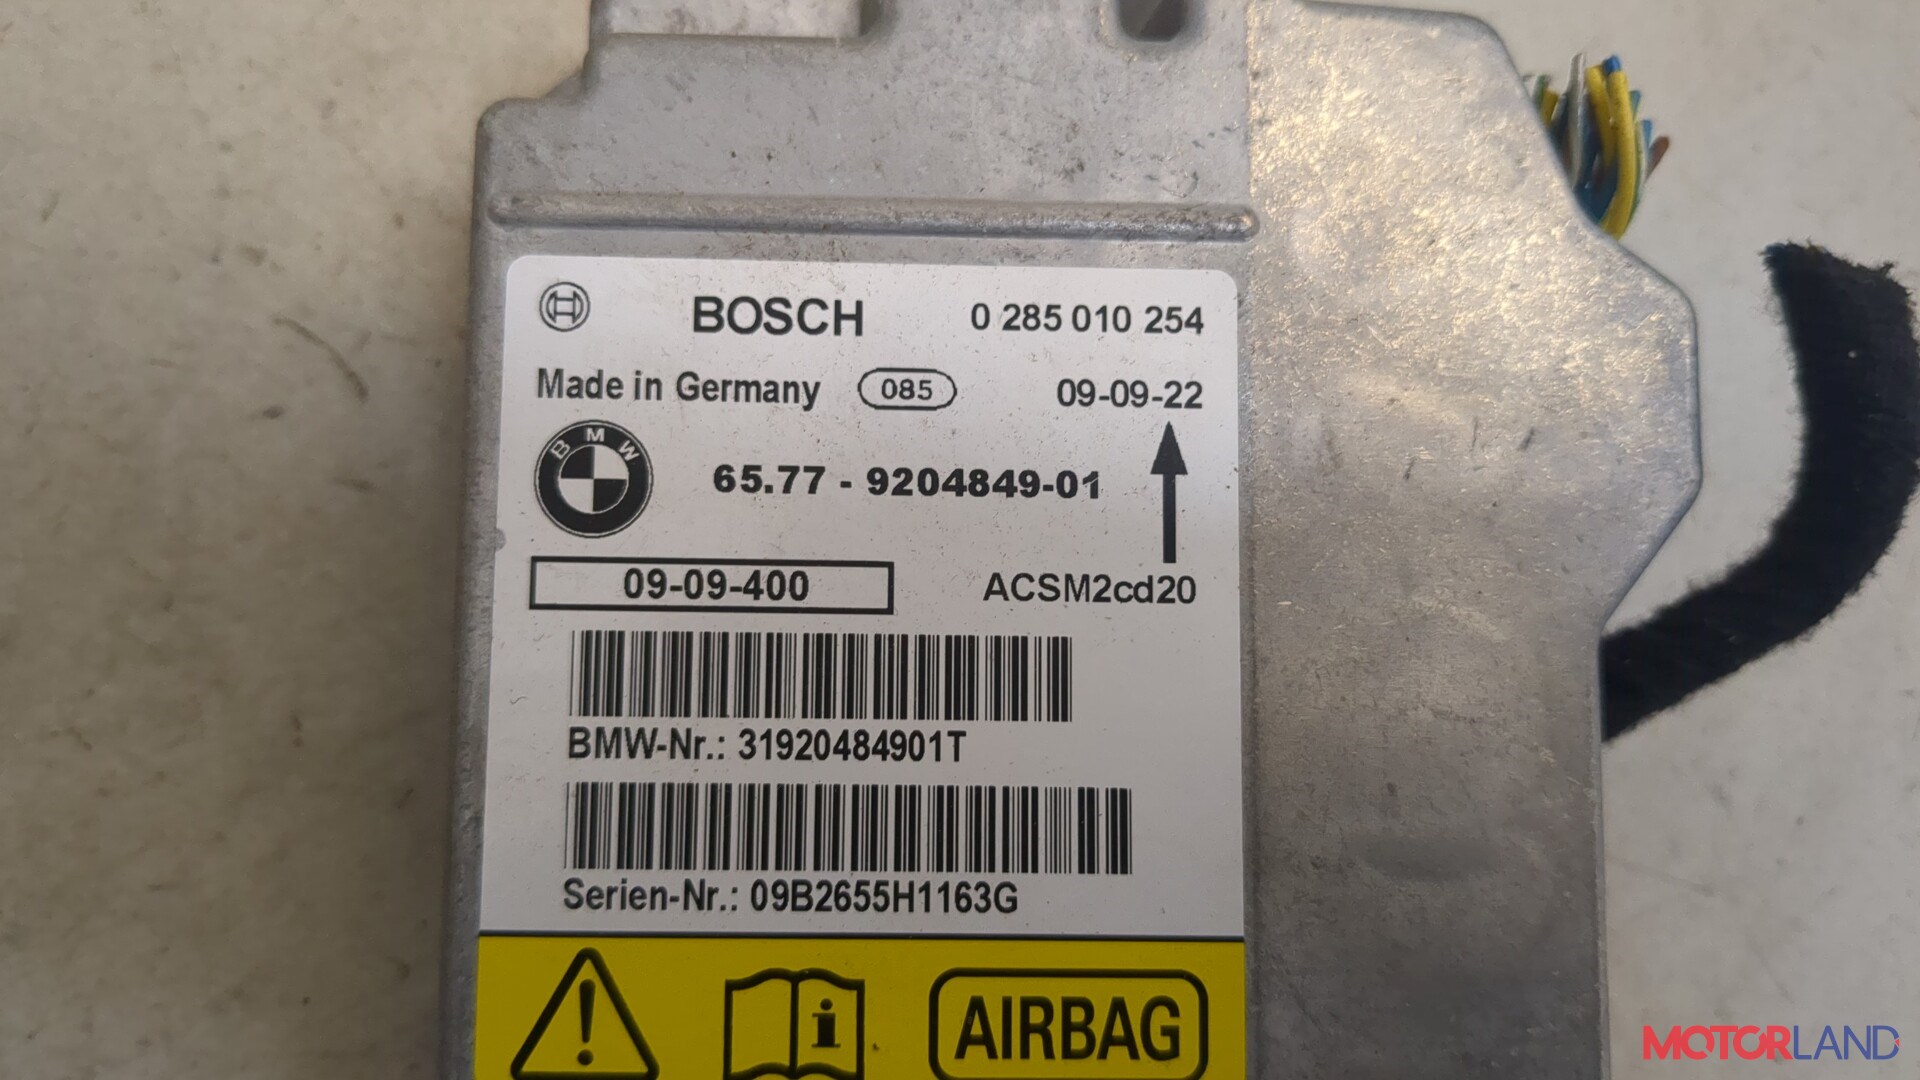 BOSCH 0 285 010 254
Made in Germany 085 09-09-22
BMW 65.77 - 9204849-01
09-09-400 ACSM2cd20
BMW-Nr.: 31920484901T
Serien-Nr.: 09B2655H1163G
! i AIRBAG
MOTORLAND